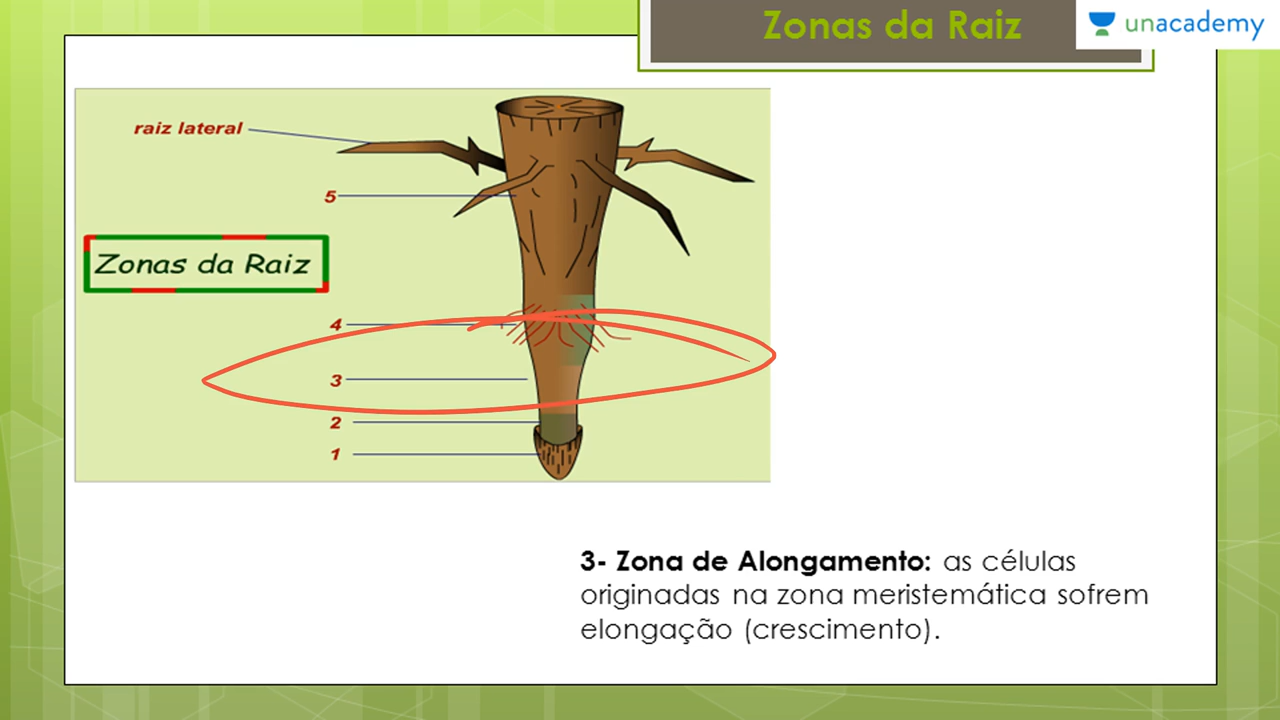 Zonas da Raiz
unacademy
raiz lateral
5
Zonas da Raiz
4
3
2
1
3- Zona de Alongamento: as células
originadas na zona meristemática sofrem
elongação (crescimento).